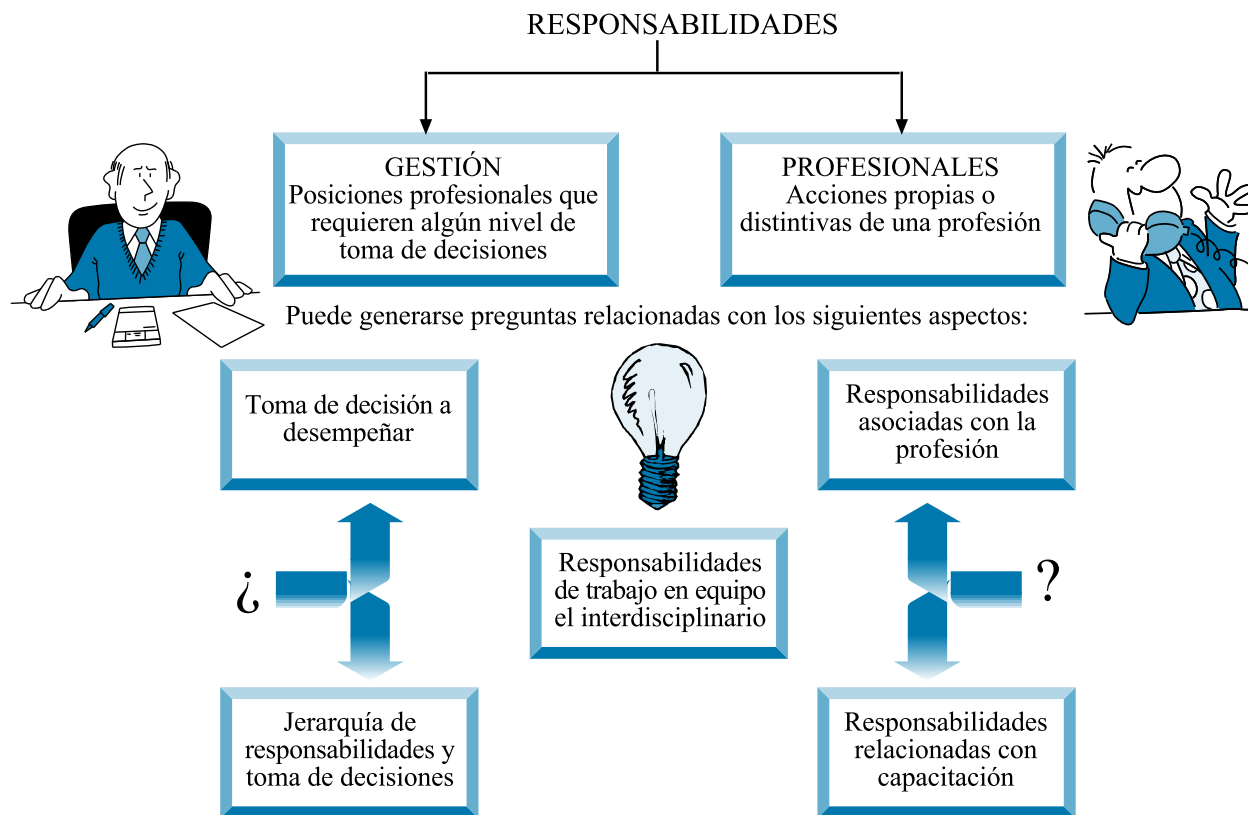 RESPONSABILIDADES
GESTIÓN
Posiciones profesionales que
requieren algún nivel de
toma de decisiones
PROFESIONALES
Acciones propias o
distintivas de una profesión
Puede generarse preguntas relacionadas con los siguientes aspectos:
Toma de decisión a
desempeñar
Responsabilidades
asociadas con la
profesión
¿
Responsabilidades
de trabajo en equipo
el interdisciplinario
?
Jerarquía de
responsabilidades y
toma de decisiones
Responsabilidades
relacionadas con
capacitación